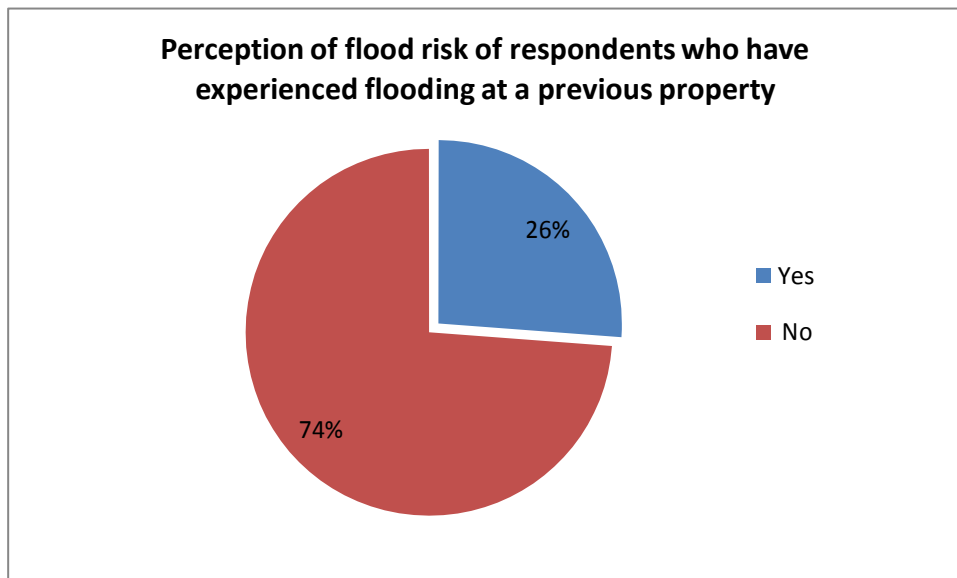 Perception of flood risk of respondents who have
experienced flooding at a previous property
26%
Yes
No
74%